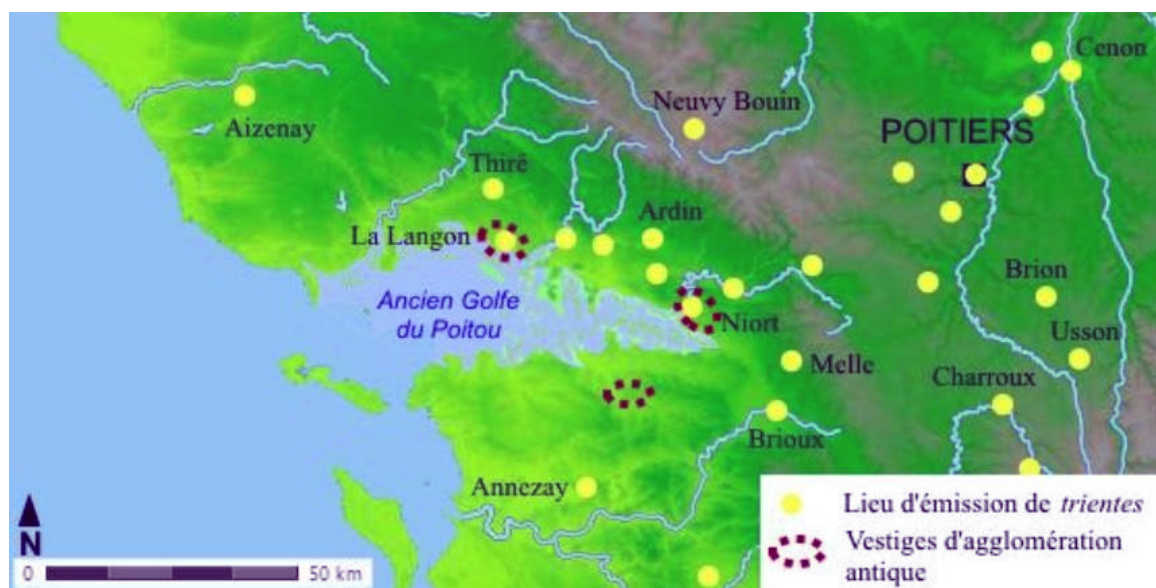 Cenon
Neuvy Bouin
Aizenay
POITIERS
Thiré
Ardin
La Langon
Brion
Ancien Golfe
du Poitou
Niort
Usson
Melle
Charroux
Brioux
Annezay
Lieu d'émission de trientes
N
Vestiges d'agglomération
antique
0 50 km